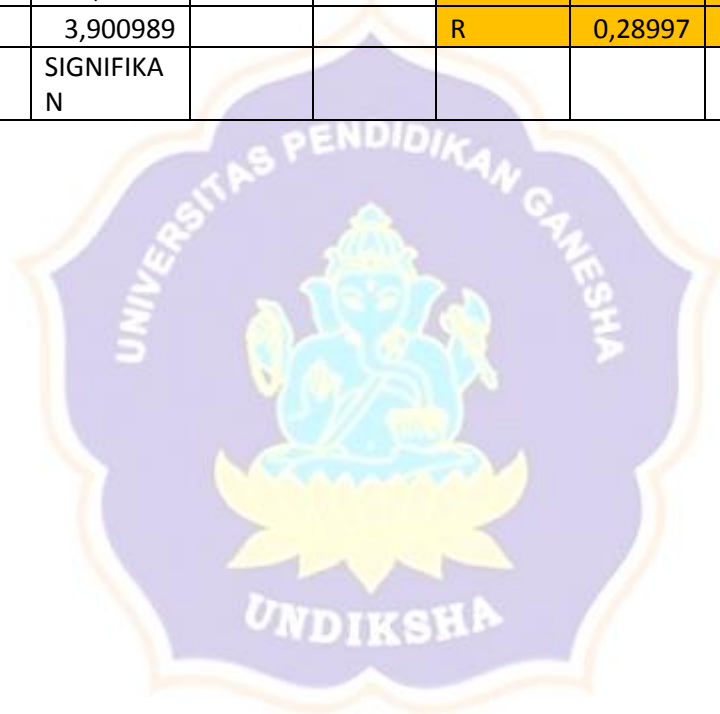 3,900989 R 0,28997
SIGNIFIKA
N
UNIVERSITAS PENDIDIKAN GANESHA
UNDIKSHA